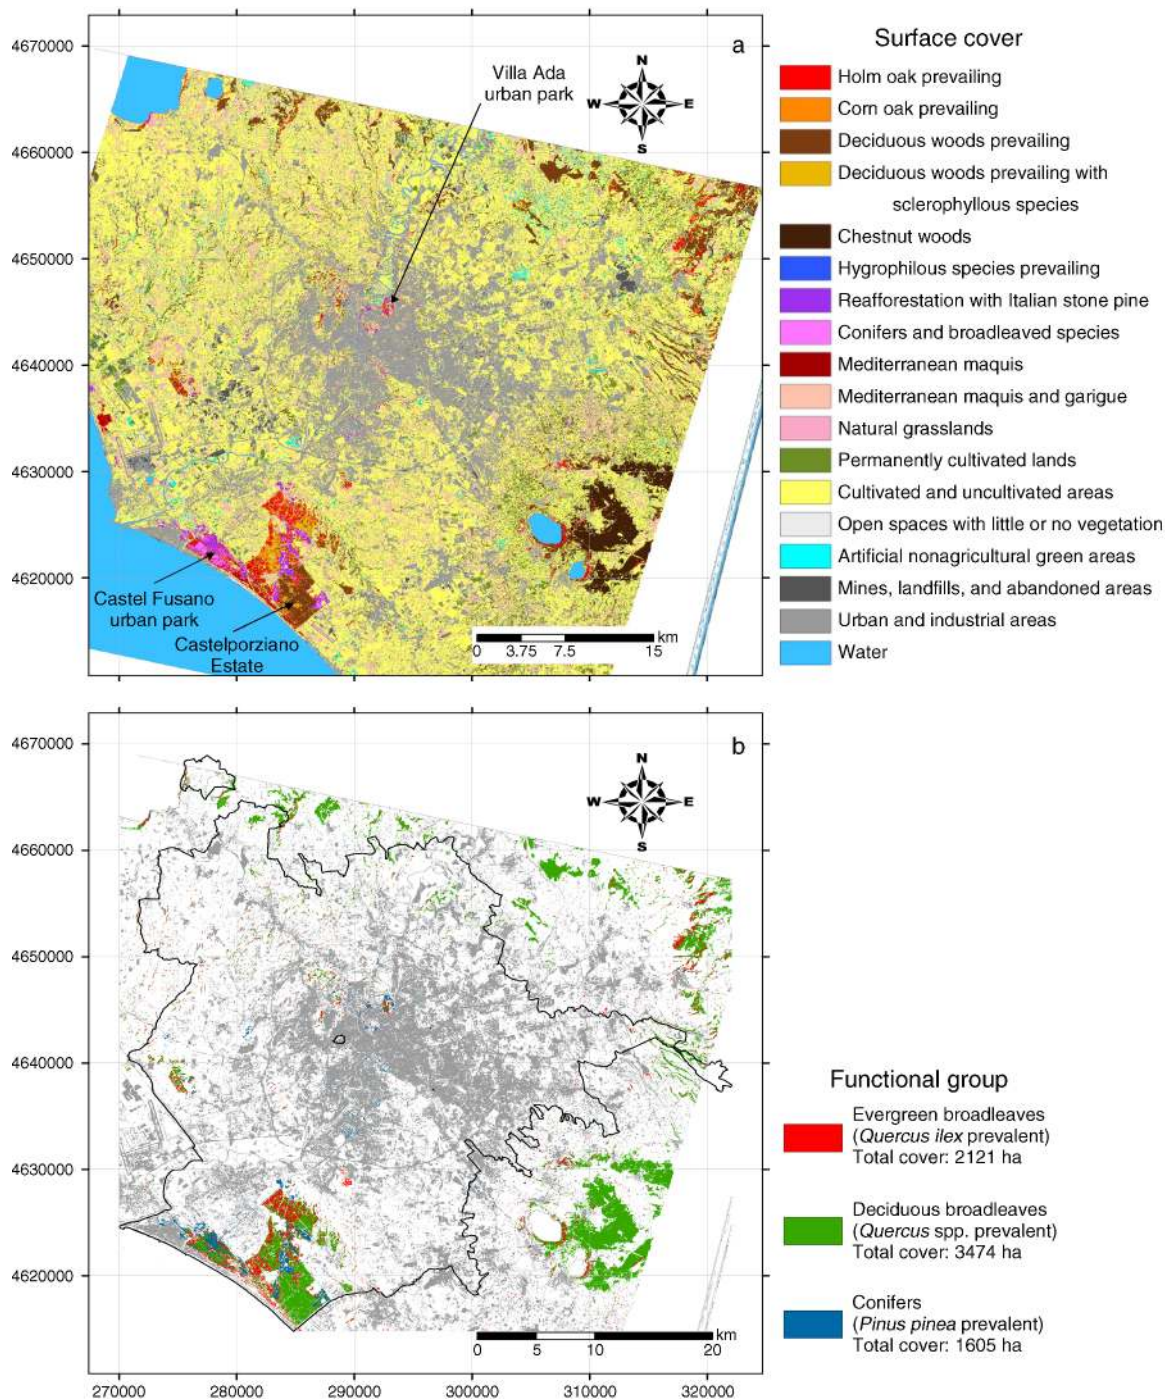 a
4670000
4660000
4650000
4640000
4630000
4620000
Villa Ada
urban park
N
W E
S
Castel Fusano
urban park
Castelporziano
Estate
km
0 3.75 7.5 15
Surface cover
Holm oak prevailing
Corn oak prevailing
Deciduous woods prevailing
Deciduous woods prevailing with
sclerophyllous species
Chestnut woods
Hygrophilous species prevailing
Reafforestation with Italian stone pine
Conifers and broadleaved species
Mediterranean maquis
Mediterranean maquis and garigue
Natural grasslands
Permanently cultivated lands
Cultivated and uncultivated areas
Open spaces with little or no vegetation
Artificial nonagricultural green areas
Mines, landfills, and abandoned areas
Urban and industrial areas
Water
b
4670000
4660000
4650000
4640000
4630000
4620000
N
W E
S
km
0 5 10 20
270000 280000 290000 300000 310000 320000
Functional group
Evergreen broadleaves
(Quercus ilex prevalent)
Total cover: 2121 ha
Deciduous broadleaves
(Quercus spp. prevalent)
Total cover: 3474 ha
Conifers
(Pinus pinea prevalent)
Total cover: 1605 ha